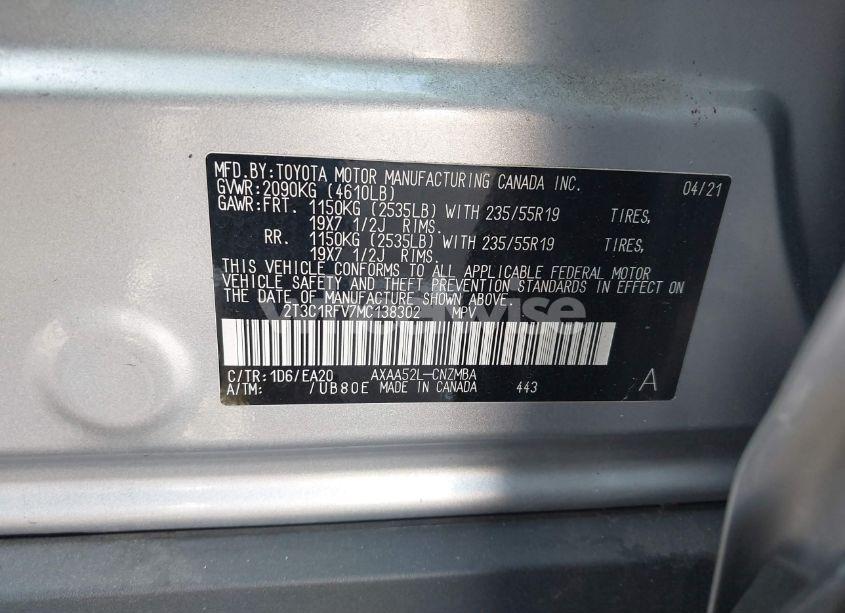 MFD.BY:TOYOTA MOTOR MANUFACTURING CANADA INC. 04/21
GVWR:2090KG (4610LB)
GAWR:FRT. 1150KG (2535LB) WITH 235/55R19 TIRES,
19X7 1/2J RIMS.
RR. 1150KG (2535LB) WITH 235/55R19 TIRES,
19X7 1/2J RIMS.
THIS VEHICLE CONFORMS TO ALL APPLICABLE FEDERAL MOTOR
VEHICLE SAFETY AND THEFT PREVENTION STANDARDS IN EFFECT ON
THE DATE OF MANUFACTURE SHOWN ABOVE.
2T3C1RFV7MC138302 MPV
C/TR:1D6/EA20 AXAA52L-CNZMBA
A/TM: /UB80E MADE IN CANADA 443 A